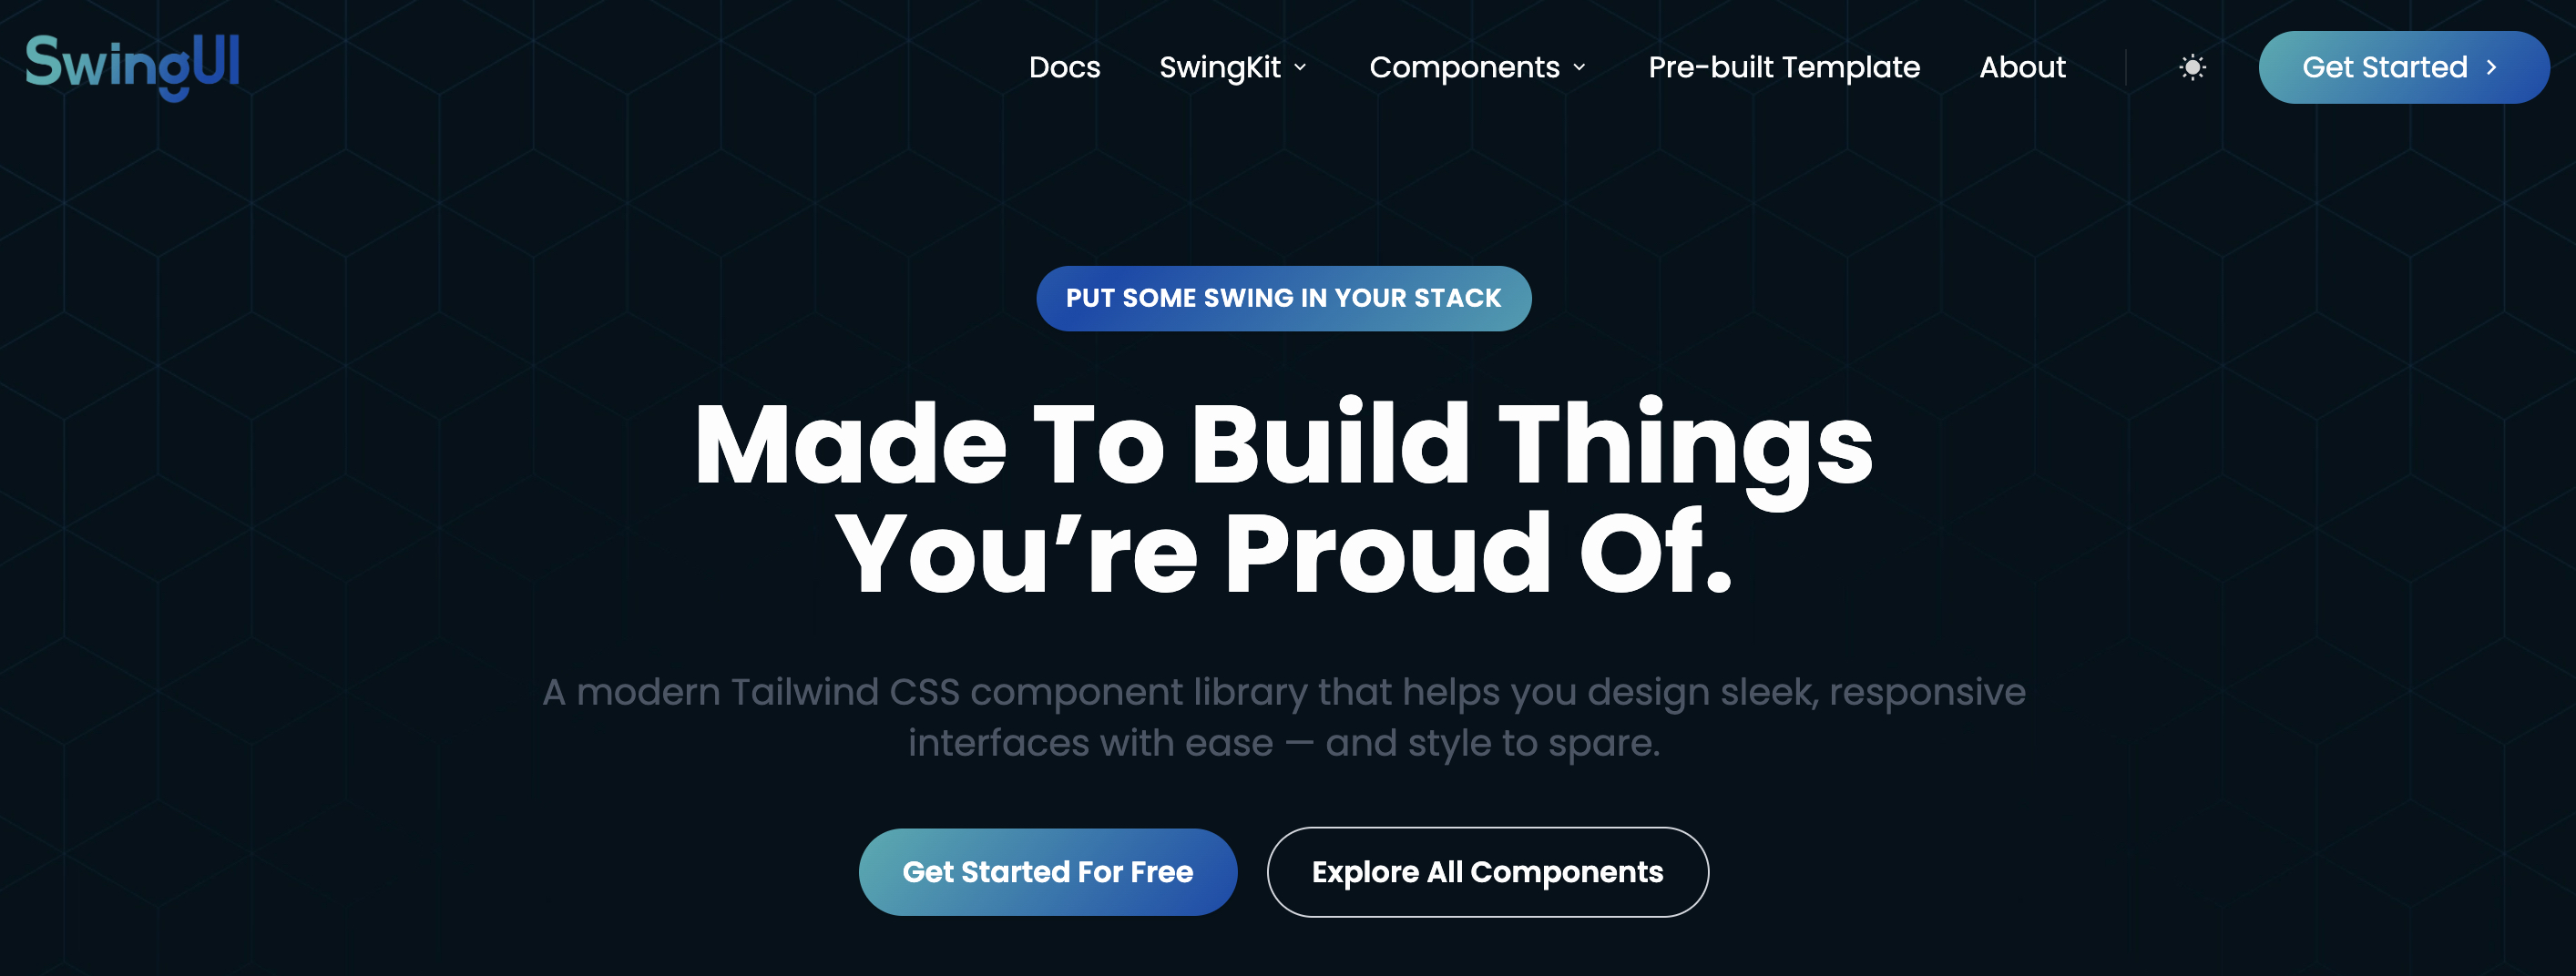 SwingUI
Docs SwingKit Components Pre-built Template About Get Started
PUT SOME SWING IN YOUR STACK
Made To Build Things
You’re Proud Of.
A modern Tailwind CSS component library that helps you design sleek, responsive
interfaces with ease — and style to spare.
Get Started For Free Explore All Components